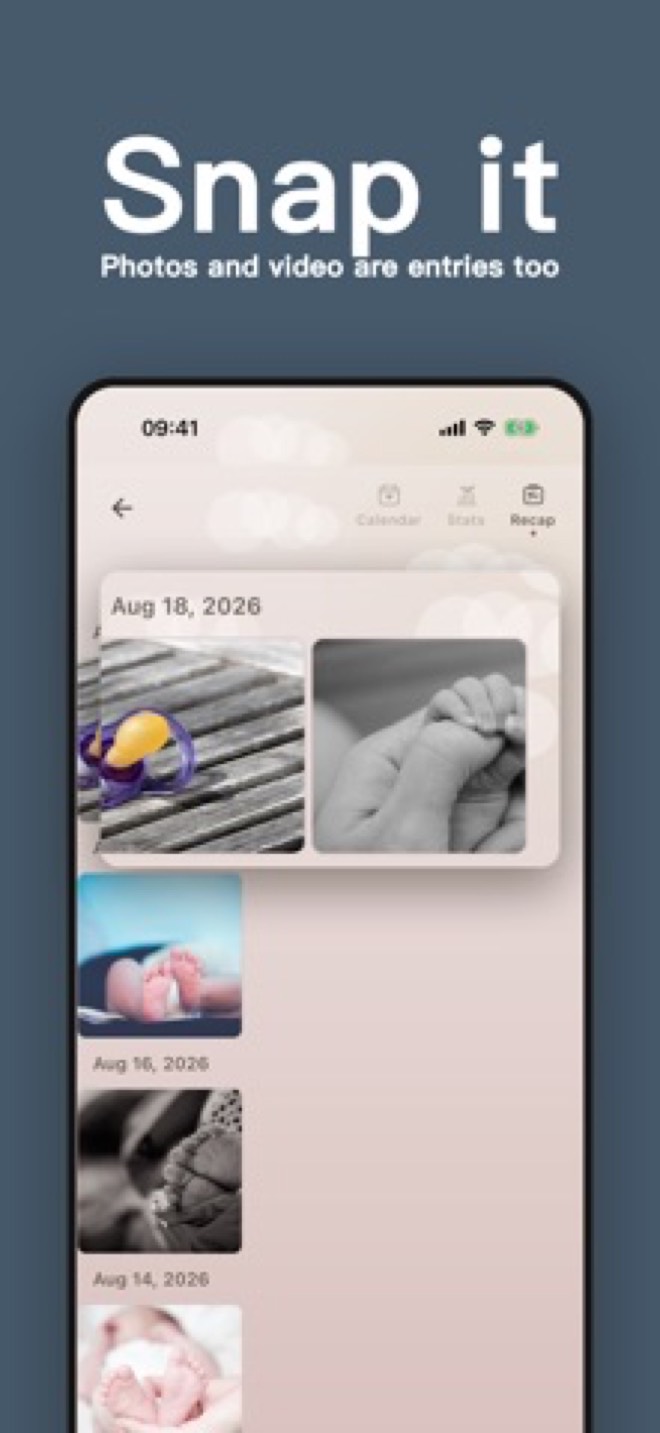 Snap it
Photos and video are entries too
09:41
Calendar
Stats
Recap
Aug 18, 2026
Aug 16, 2026
Aug 14, 2026